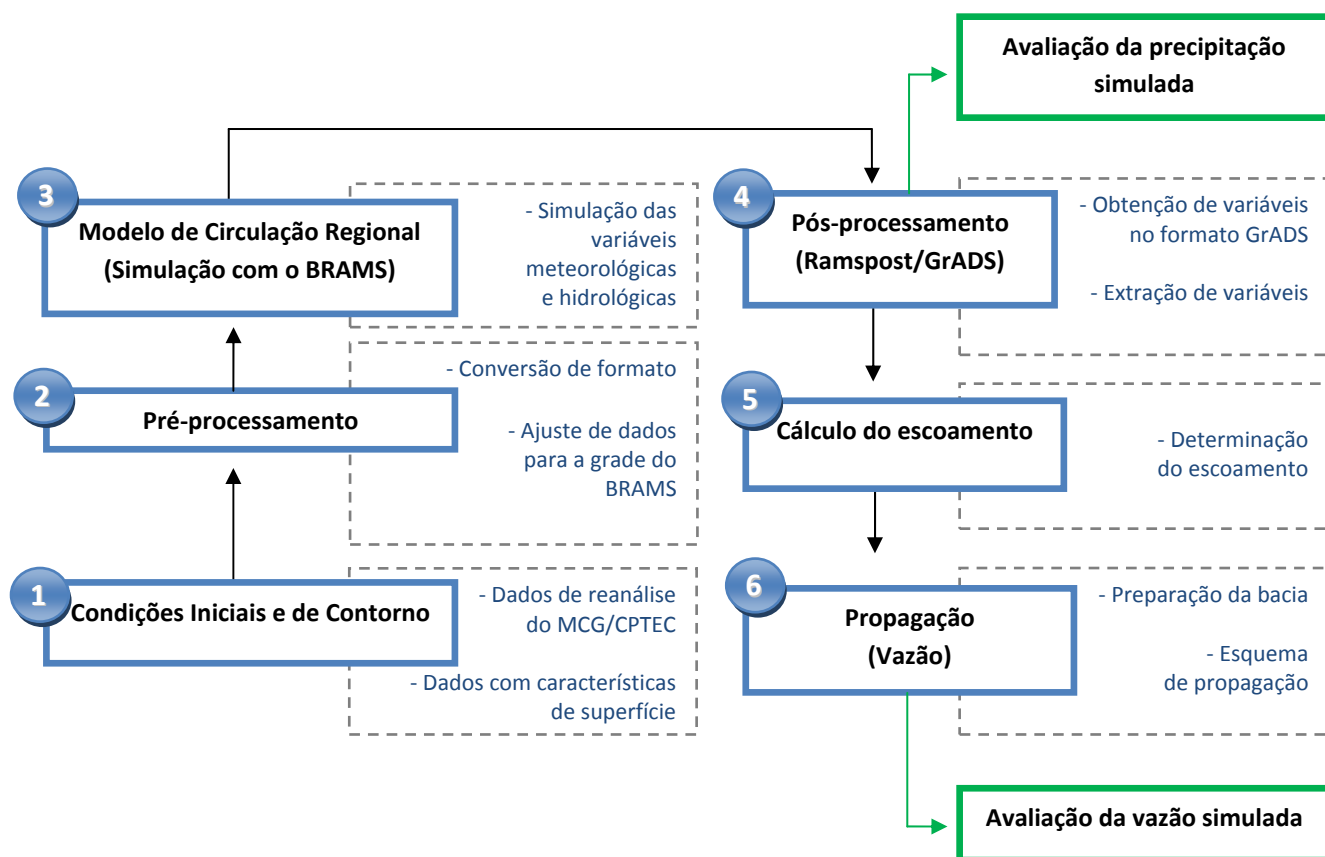 Avaliação da precipitação
simulada
3
Modelo de Circulação Regional
(Simulação com o BRAMS)
- Simulação das
variáveis
meteorológicas
e hidrológicas
4
Pós-processamento
(Ramspost/GrADS)
- Obtenção de variáveis
no formato GrADS
- Extração de variáveis
2
Pré-processamento
- Conversão de formato
- Ajuste de dados
para a grade do
BRAMS
5
Cálculo do escoamento
- Determinação
do escoamento
1
Condições Iniciais e de Contorno
- Dados de reanálise
do MCG/CPTEC
- Dados com características
de superfície
6
Propagação
(Vazão)
- Preparação da bacia
- Esquema
de propagação
Avaliação da vazão simulada